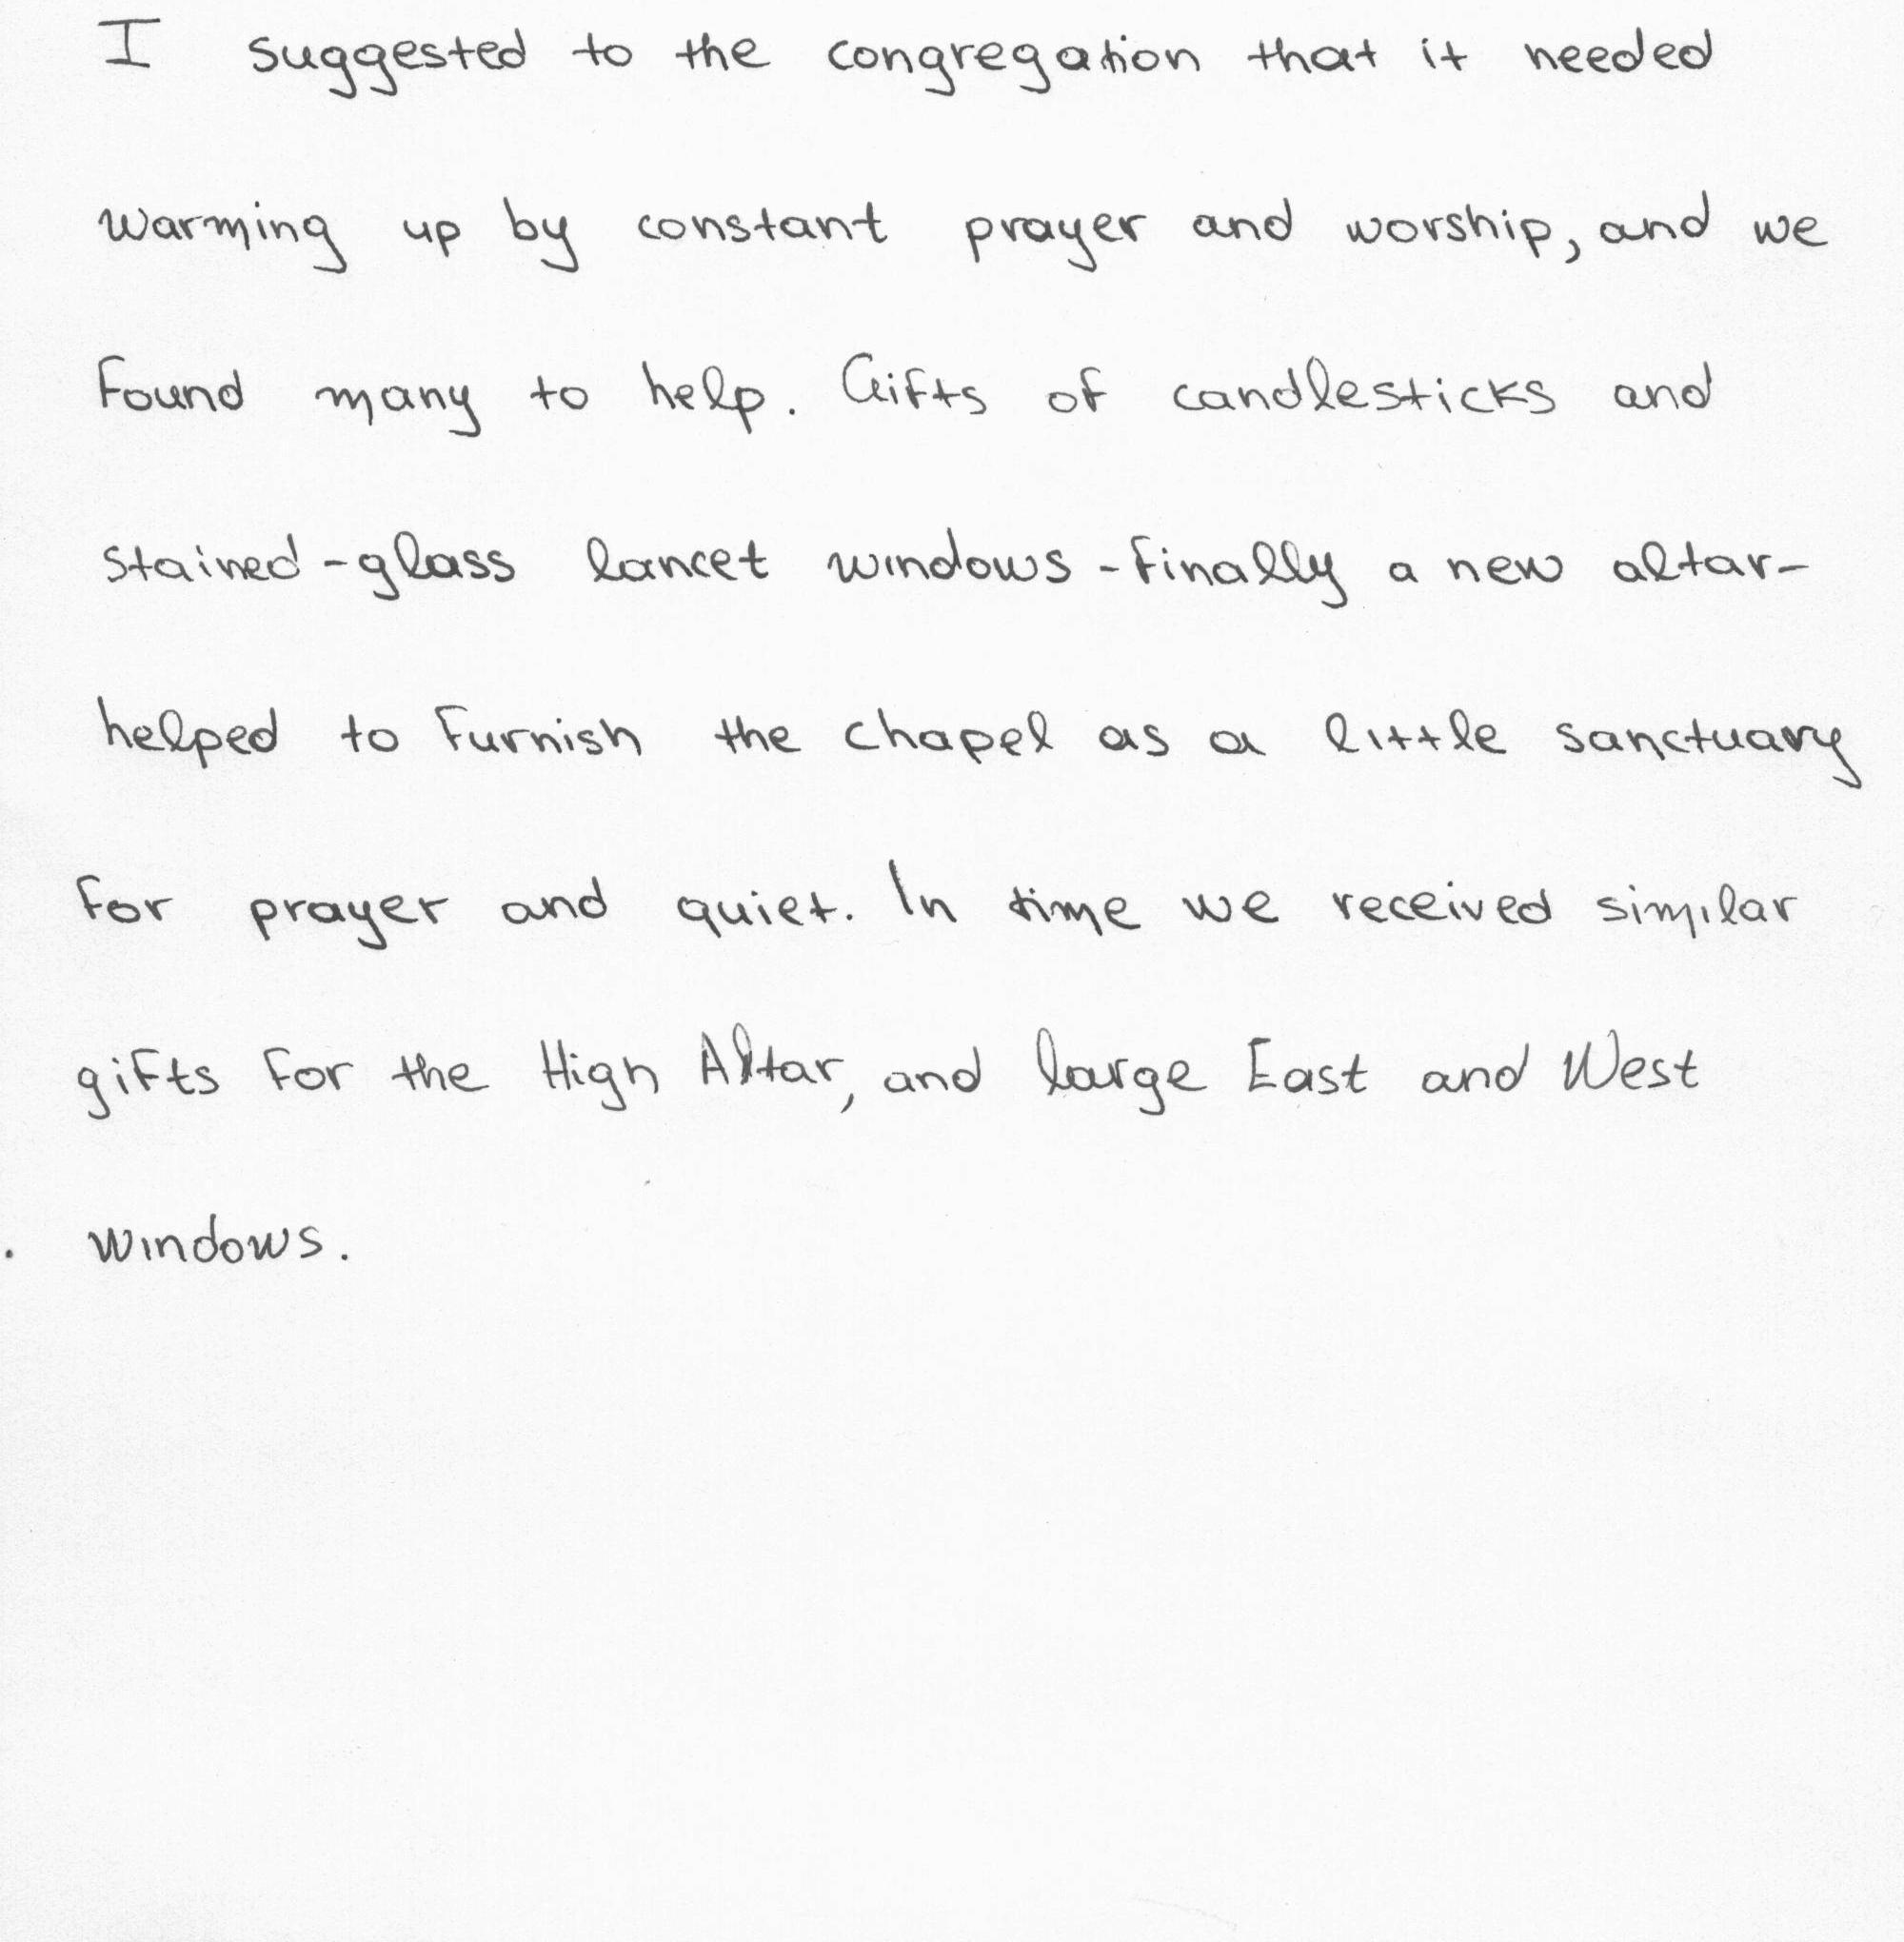 I suggested to the congregation that it needed
warming up by constant prayer and worship, and we
found many to help. Gifts of candlesticks and
stained-glass lancet windows - finally a new altar-
helped to furnish the chapel as a little sanctuary
for prayer and quiet. In time we received similar
gifts for the High Altar, and large East and West
windows.